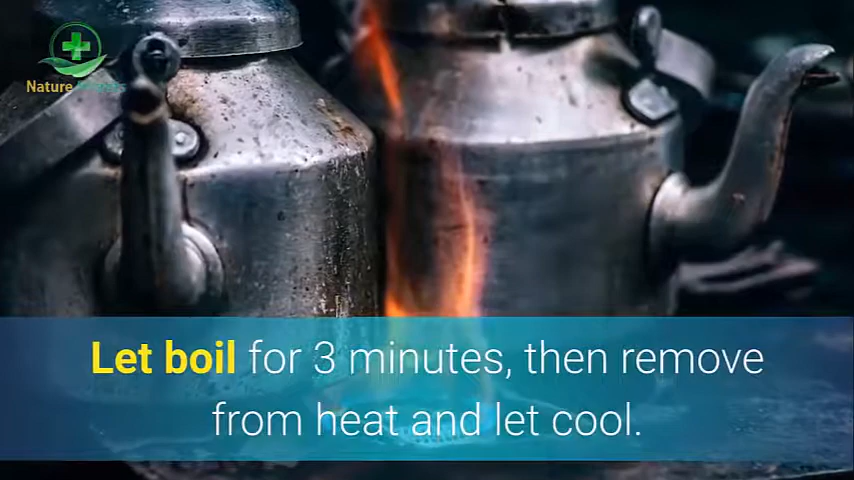 Nature
Let boil for 3 minutes, then remove
from heat and let cool.